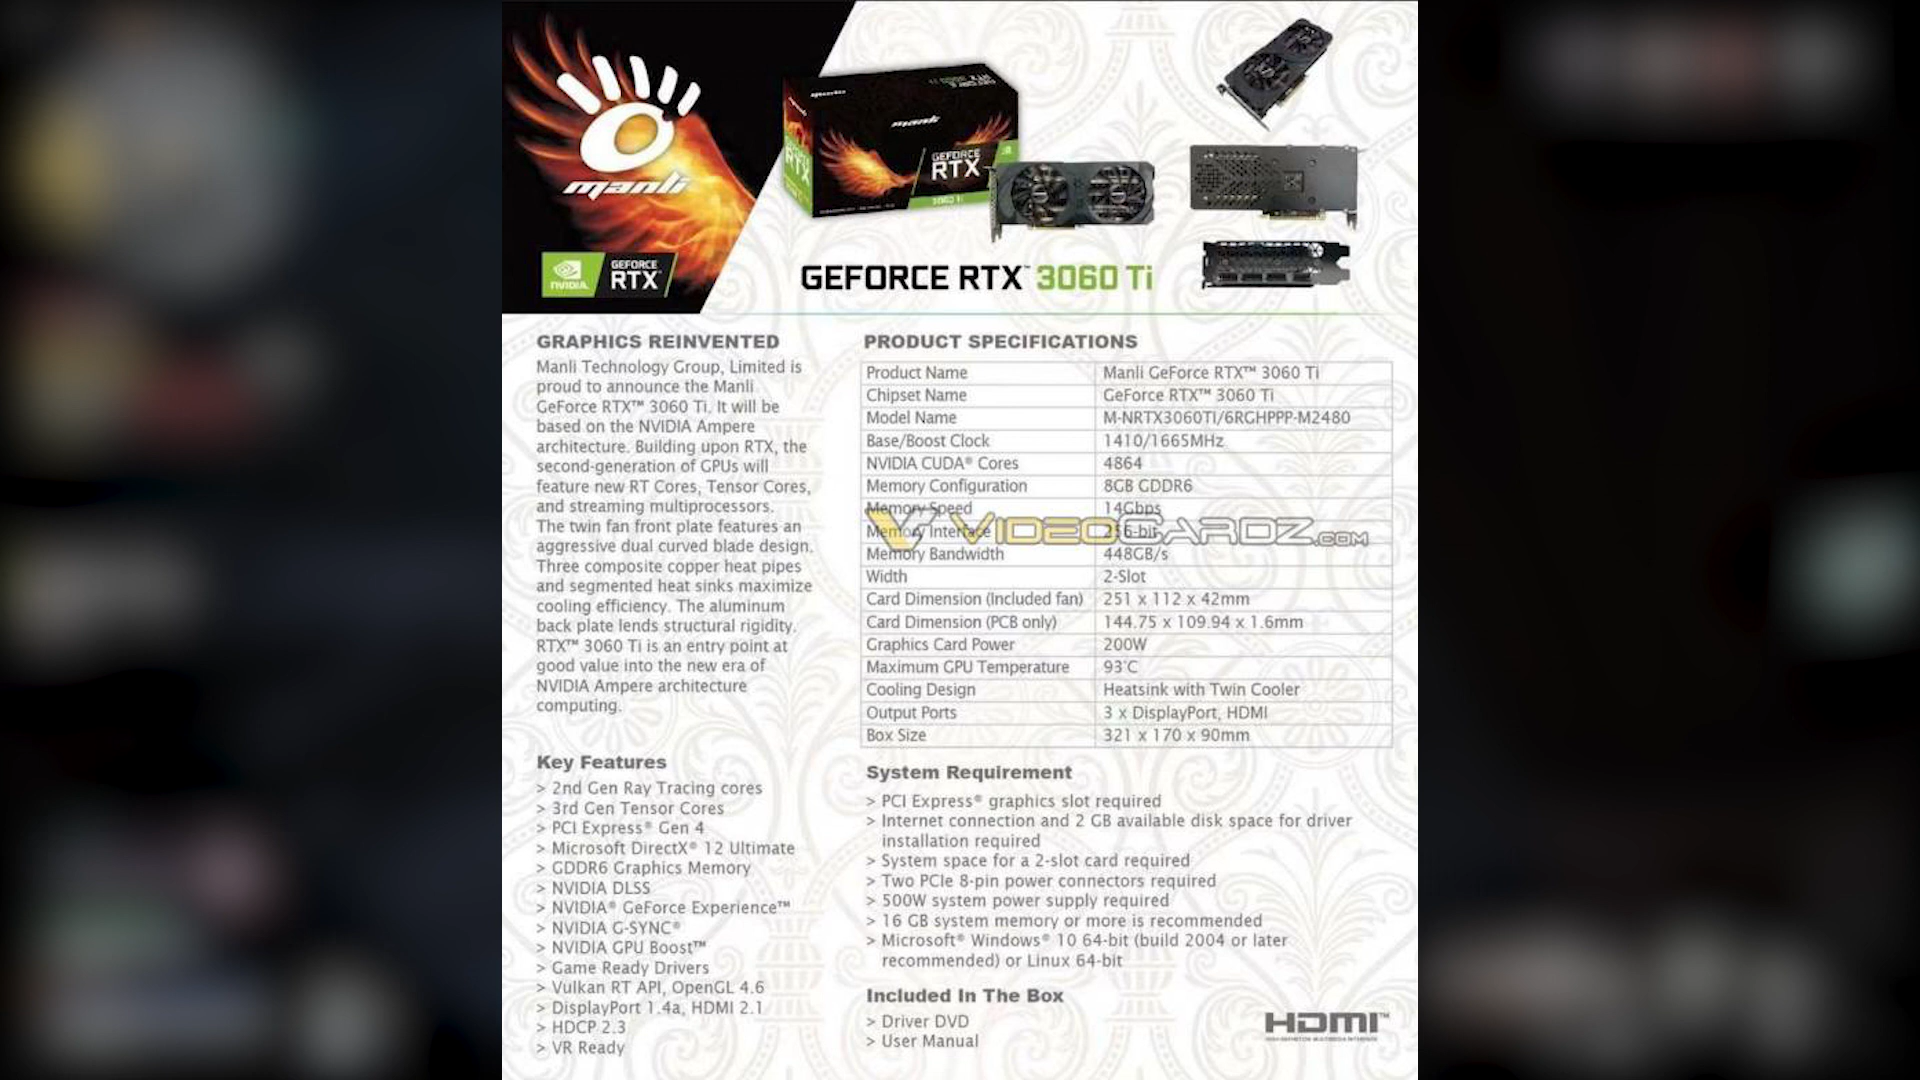 manli
NVIDIA.
GEFORCE
RTX
manli
GEFORCE
RTX
3060 Ti
RTX
GEFORCE RTX™ 3060 Ti
GRAPHICS REINVENTED
Manli Technology Group, Limited is
proud to announce the Manli
GeForce RTX™ 3060 Ti. It will be
based on the NVIDIA Ampere
architecture. Building upon RTX, the
second-generation of GPUs will
feature new RT Cores, Tensor Cores,
and streaming multiprocessors.
The twin fan front plate features an
aggressive dual curved blade design.
Three composite copper heat pipes
and segmented heat sinks maximize
cooling efficiency. The aluminum
back plate lends structural rigidity.
RTX™ 3060 Ti is an entry point at
good value into the new era of
NVIDIA Ampere architecture
computing.
Key Features
> 2nd Gen Ray Tracing cores
> 3rd Gen Tensor Cores
> PCI Express® Gen 4
> Microsoft DirectX® 12 Ultimate
> GDDR6 Graphics Memory
> NVIDIA DLSS
> NVIDIA® GeForce Experience™
> NVIDIA G-SYNC®
> NVIDIA GPU Boost™
> Game Ready Drivers
> Vulkan RT API, OpenGL 4.6
> DisplayPort 1.4a, HDMI 2.1
> HDCP 2.3
> VR Ready
PRODUCT SPECIFICATIONS
Product Name Manli GeForce RTX™ 3060 Ti
Chipset Name GeForce RTX™ 3060 Ti
Model Name M-NRTX3060TI/6RGHPPP-M2480
Base/Boost Clock 1410/1665MHz
NVIDIA CUDA® Cores 4864
Memory Configuration 8GB GDDR6
Memory Speed 14Gbps
Memory Interface 256-bit
VIDEOCARDZ.COM
Memory Bandwidth 448GB/s
Width 2-Slot
Card Dimension (Included fan) 251 x 112 x 42mm
Card Dimension (PCB only) 144.75 x 109.94 x 1.6mm
Graphics Card Power 200W
Maximum GPU Temperature 93°C
Cooling Design Heatsink with Twin Cooler
Output Ports 3 x DisplayPort, HDMI
Box Size 321 x 170 x 90mm
System Requirement
> PCI Express® graphics slot required
> Internet connection and 2 GB available disk space for driver
installation required
> System space for a 2-slot card required
> Two PCIe 8-pin power connectors required
> 500W system power supply required
> 16 GB system memory or more is recommended
> Microsoft® Windows® 10 64-bit (build 2004 or later
recommended) or Linux 64-bit
Included In The Box
> Driver DVD
> User Manual
HDMI™
HIGH-DEFINITION MULTIMEDIA INTERFACE